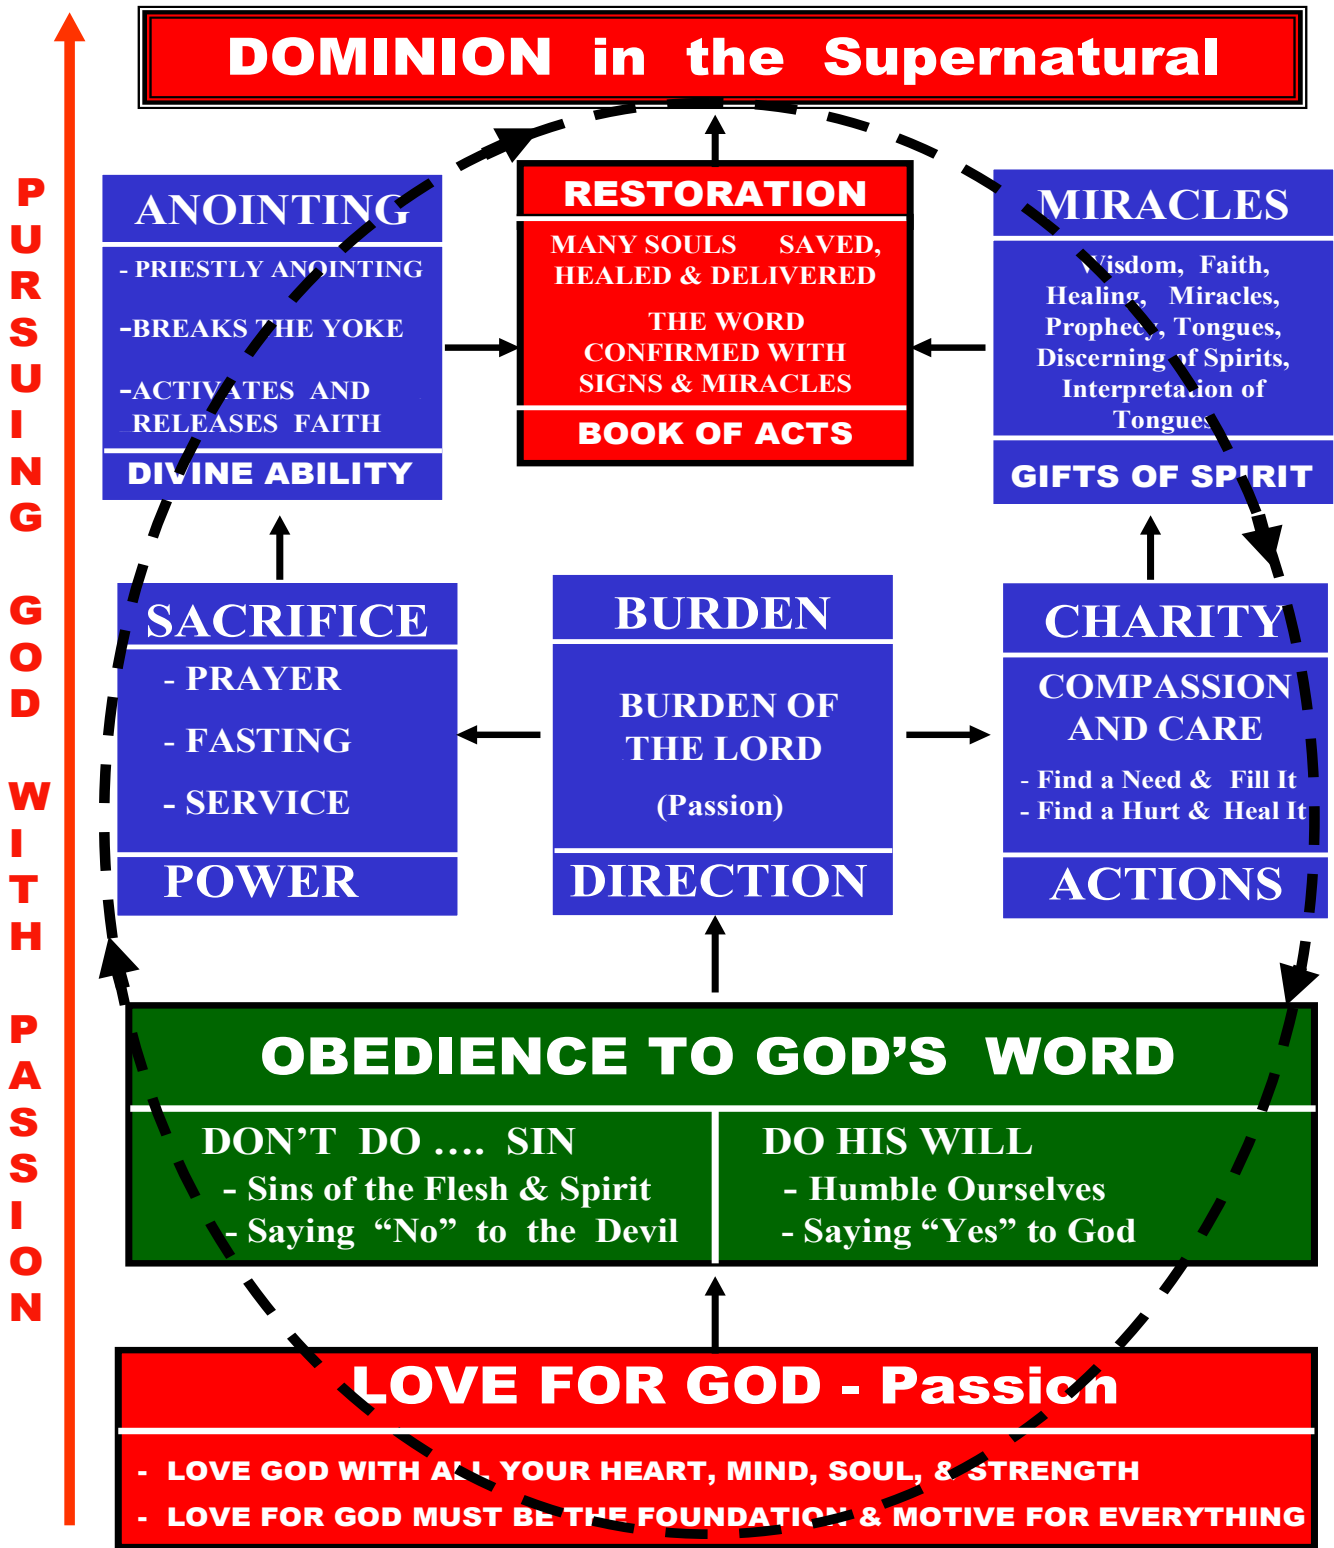 DOMINION in the Supernatural
PURSUING GOD WITH PASSION
ANOINTING
- PRIESTLY ANOINTING
-BREAKS THE YOKE
-ACTIVATES AND
RELEASES FAITH
DIVINE ABILITY
RESTORATION
MANY SOULS SAVED,
HEALED & DELIVERED
THE WORD
CONFIRMED WITH
SIGNS & MIRACLES
BOOK OF ACTS
MIRACLES
Wisdom, Faith,
Healing, Miracles,
Prophecy, Tongues,
Discerning of Spirits,
Interpretation of
Tongues
GIFTS OF SPIRIT
SACRIFICE
- PRAYER
- FASTING
- SERVICE
POWER
BURDEN
BURDEN OF
THE LORD
(Passion)
DIRECTION
CHARITY
COMPASSION
AND CARE
- Find a Need & Fill It
- Find a Hurt & Heal It
ACTIONS
OBEDIENCE TO GOD’S WORD
DON’T DO …. SIN
- Sins of the Flesh & Spirit
- Saying “No” to the Devil
DO HIS WILL
- Humble Ourselves
- Saying “Yes” to God
LOVE FOR GOD - Passion
- LOVE GOD WITH ALL YOUR HEART, MIND, SOUL, & STRENGTH
- LOVE FOR GOD MUST BE THE FOUNDATION & MOTIVE FOR EVERYTHING